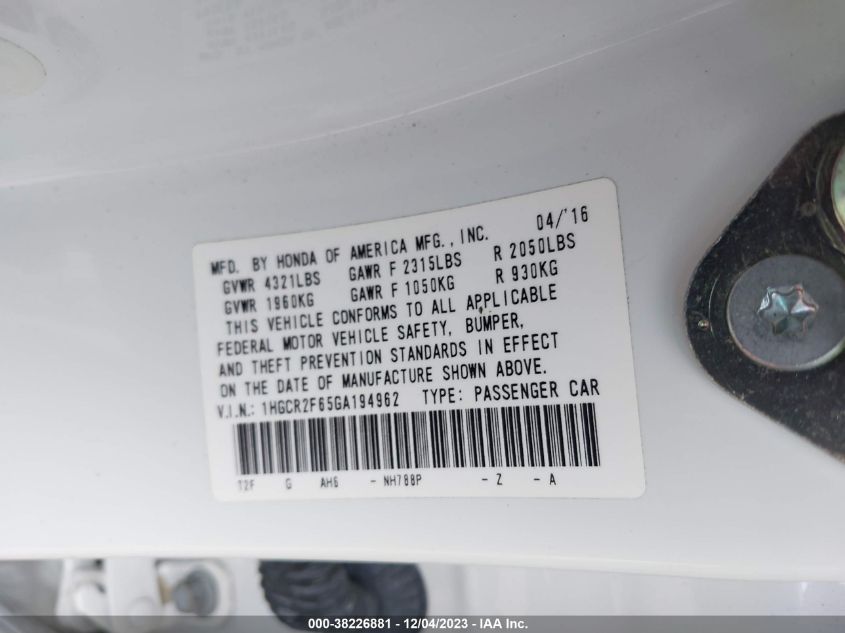 MFD. BY HONDA OF AMERICA MFG., INC. 04/'16
GVWR 4321LBS GAWR F 2315LBS R 2050LBS
GVWR 1960KG GAWR F 1050KG R 930KG
THIS VEHICLE CONFORMS TO ALL APPLICABLE
FEDERAL MOTOR VEHICLE SAFETY, BUMPER,
AND THEFT PREVENTION STANDARDS IN EFFECT
ON THE DATE OF MANUFACTURE SHOWN ABOVE.
V.I.N.: 1HGCR2F65GA194962 TYPE: PASSENGER CAR
T2F G AH6 - NH788P - Z - A
000-38226881 - 12/04/2023 - IAA Inc.